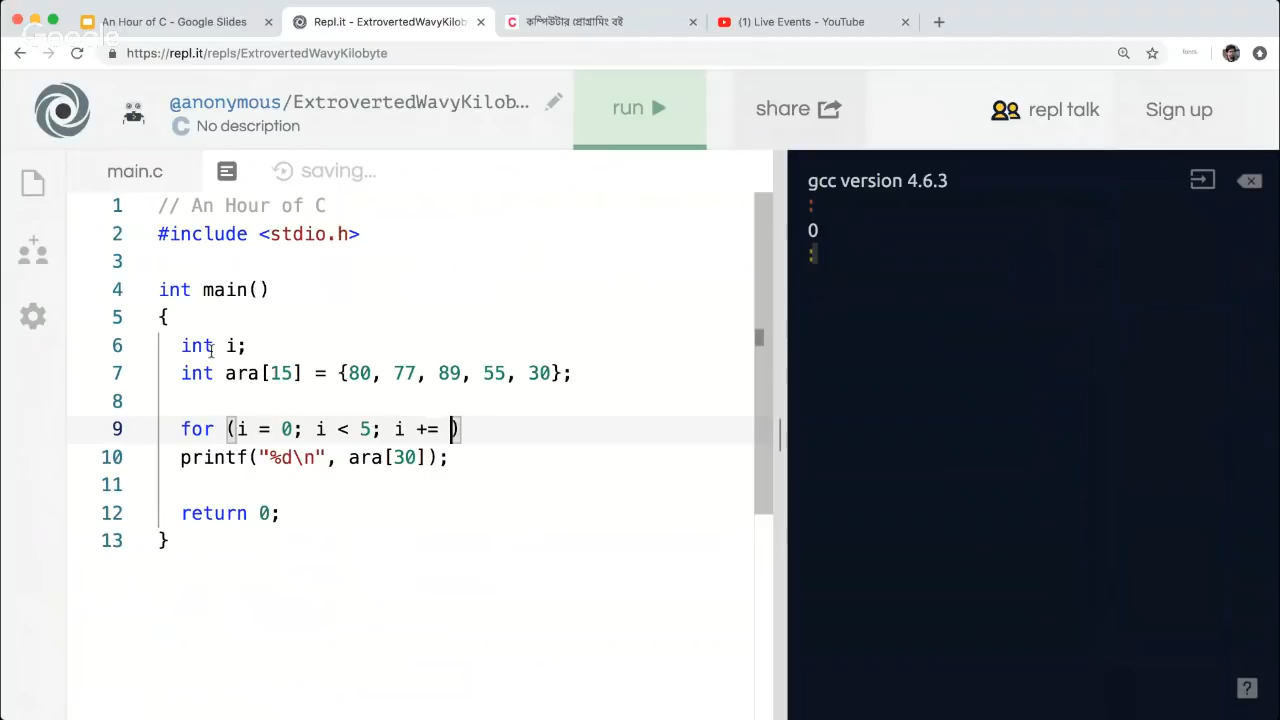 An Hour of C - Google Slides
Repl.it - ExtrovertedWavyKilob
কম্পিউটার প্রোগ্রামিং বই
(1) Live Events - YouTube
Google
https://repl.it/repls/ExtrovertedWavyKilobyte
fonts
@anonymous/ExtrovertedWavyKilob...
No description
run
share
repl talk
Sign up
main.c
saving...
1 // An Hour of C
2 #include <stdio.h>
3
4 int main()
5 {
6 int i;
7 int ara[15] = {80, 77, 89, 55, 30};
8
9 for (i = 0; i < 5; i += )
10 printf("%d\n", ara[30]);
11
12 return 0;
13 }
gcc version 4.6.3
:
0
:
?